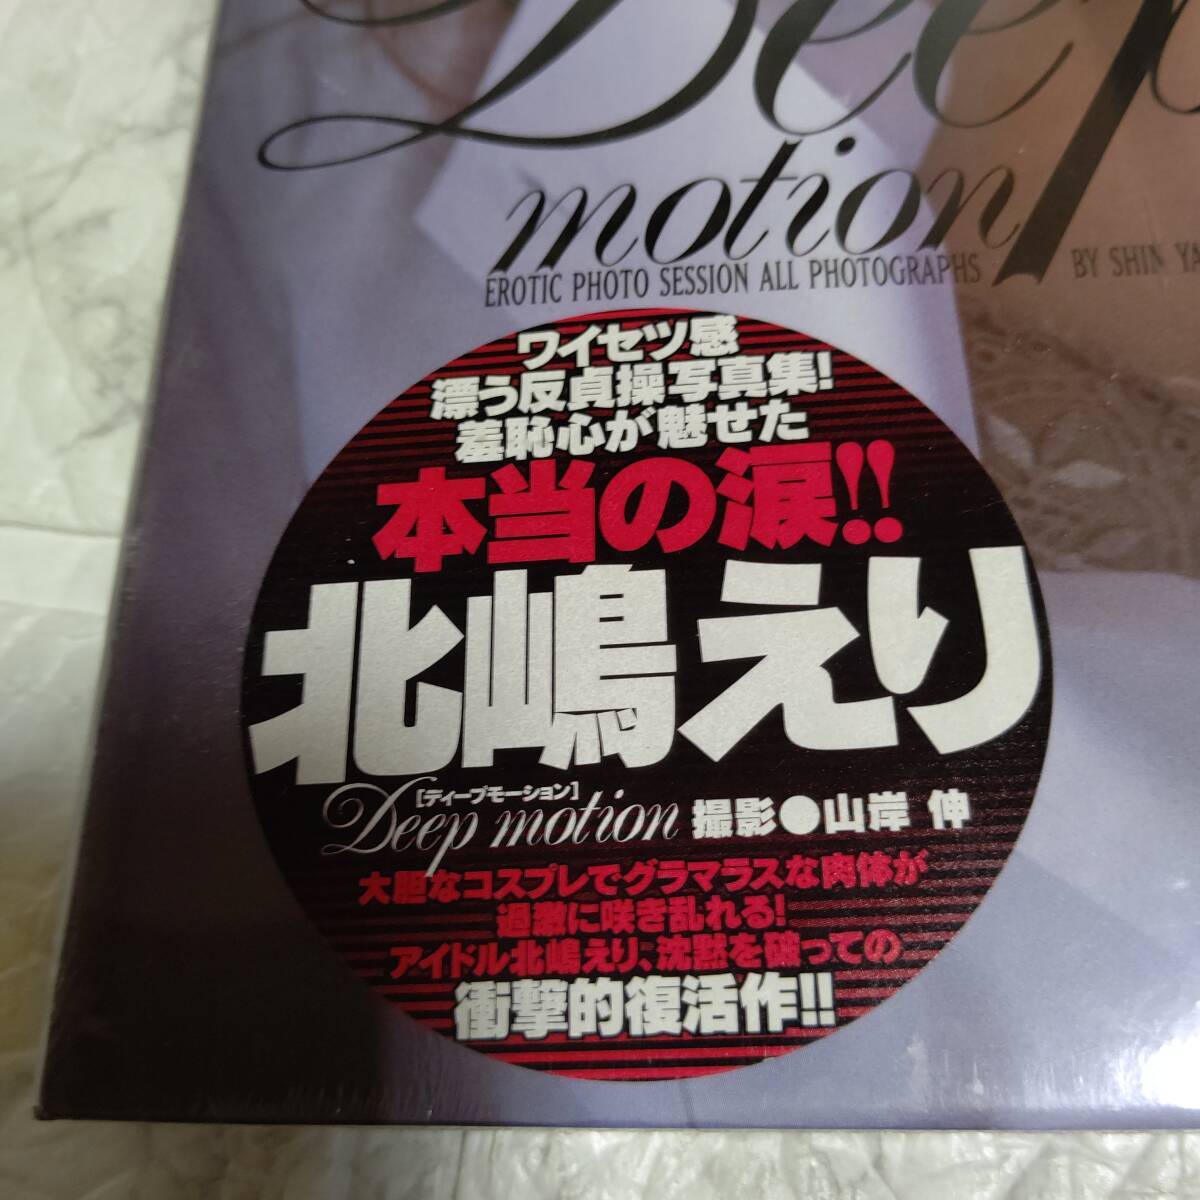 Deep
motion
EROTIC PHOTO SESSION ALL PHOTOGRAPHS BY SHIN YA
ワイセツ感
漂う反貞操写真集!
羞恥心が魅せた
本当の涙!!
北嶋えり
[ディープモーション]
Deep motion 撮影●山岸 伸
大胆なコスプレでグラマラスな肉体が
過激に咲き乱れる!
アイドル北嶋えり、沈黙を破っての
衝撃的復活作!!